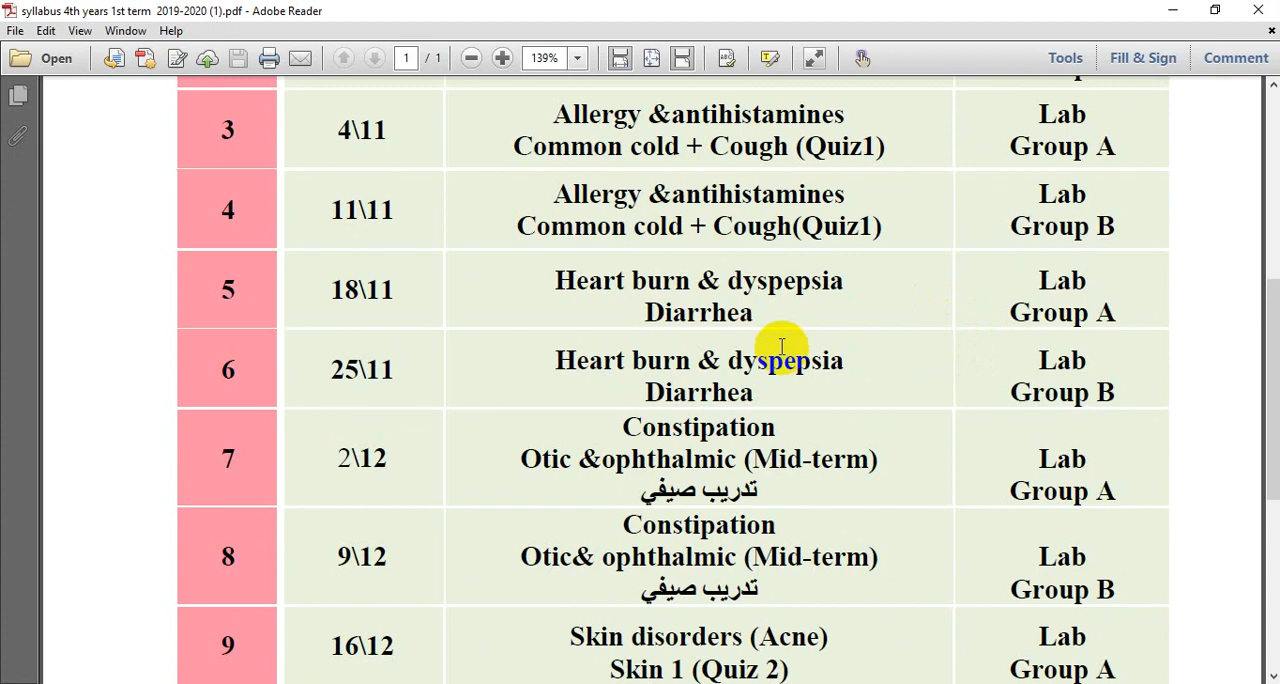 syllabus 4th years 1st term 2019-2020 (1).pdf - Adobe Reader
File Edit View Window Help
Open 1 / 1 139% Tools Fill & Sign Comment
3 4\11 Allergy &antihistamines Lab
Common cold + Cough (Quiz1) Group A
4 11\11 Allergy &antihistamines Lab
Common cold + Cough(Quiz1) Group B
5 18\11 Heart burn & dyspepsia Lab
Diarrhea Group A
6 25\11 Heart burn & dyspepsia Lab
Diarrhea Group B
Constipation
7 2\12 Otic &ophthalmic (Mid-term) Lab
تدريب صيفي Group A
Constipation
8 9\12 Otic& ophthalmic (Mid-term) Lab
تدريب صيفي Group B
9 16\12 Skin disorders (Acne) Lab
Skin 1 (Quiz 2) Group A